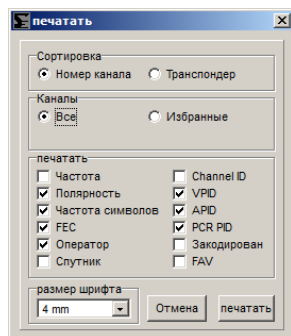 печатать
Сортировка
Номер канала Транспондер
Каналы
Все Избранные
печатать
Частота Channel ID
Полярность VPID
Частота символов APID
FEC PCR PID
Оператор Закодирован
Спутник FAV
размер шрифта
4 mm Отмена печатать